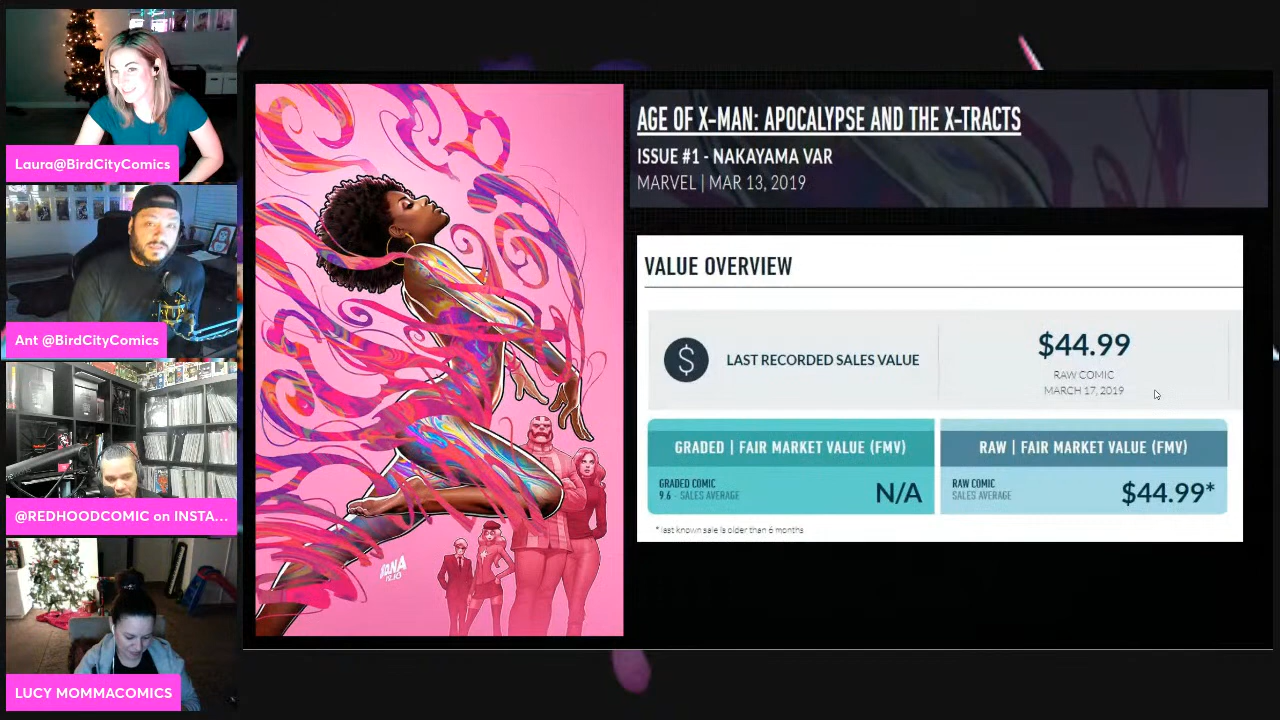 Laura@BirdCityComics
Ant @BirdCityComics
@REDHOODCOMIC on INSTA...
LUCY MOMMACOMICS
NANA
AGE OF X-MAN: APOCALYPSE AND THE X-TRACTS
ISSUE #1 - NAKAYAMA VAR
MARVEL | MAR 13, 2019
VALUE OVERVIEW
$
LAST RECORDED SALES VALUE
$44.99
RAW COMIC
MARCH 17, 2019
GRADED | FAIR MARKET VALUE (FMV)
GRADED COMIC
9.6 - SALES AVERAGE
N/A
RAW | FAIR MARKET VALUE (FMV)
RAW COMIC
SALES AVERAGE
$44.99*
* last known sale is older than 6 months